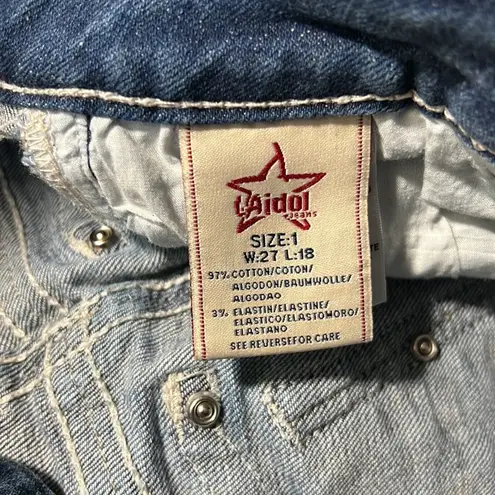 L.A idol
JEANS
SIZE:1
W:27 L:18
97% COTTON/COTON/
ALGODON/BAUMWOLLE/
ALGODAO
3% ELASTIN/ELASTINE/
ELASTICO/ELASTOMORO/
ELASTANO
SEE REVERSEFOR CARE